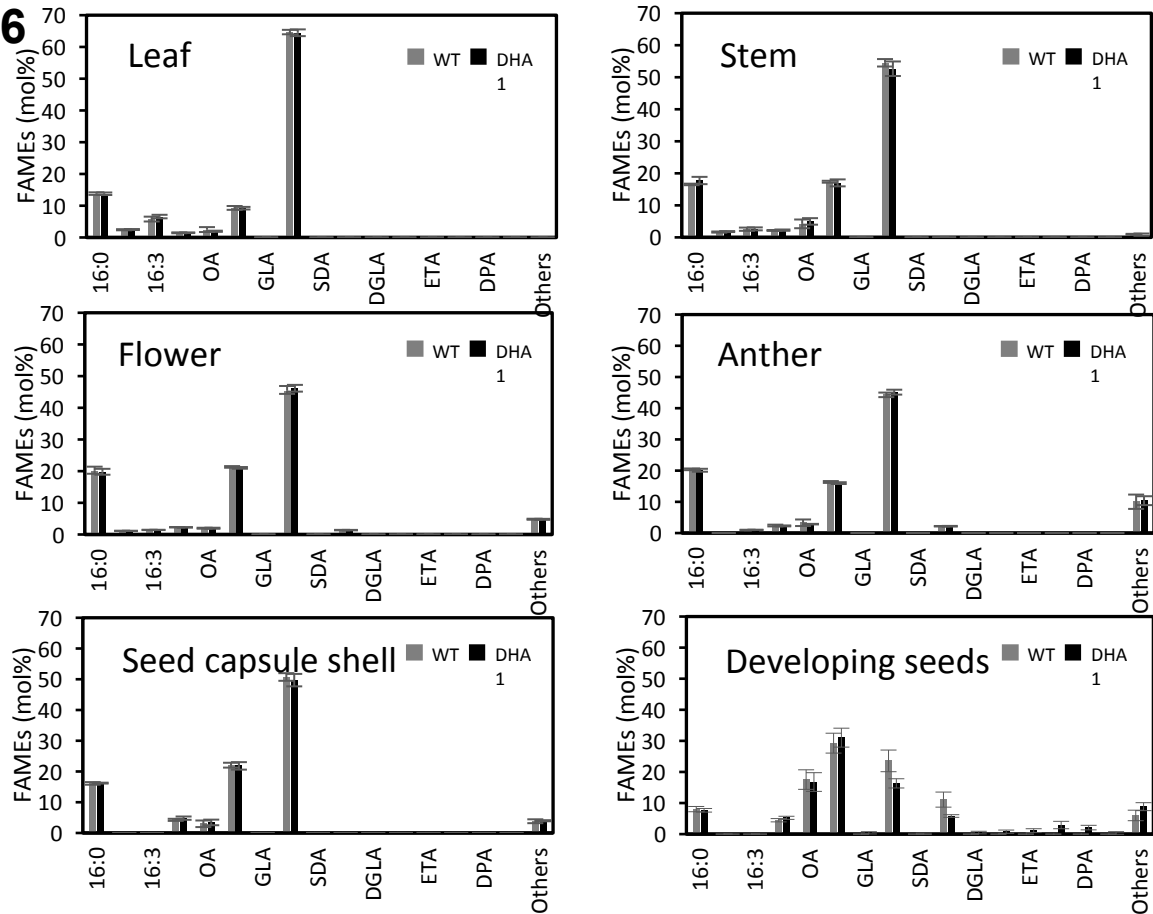 6
Leaf
WT DHA
1
FAMEs (mol%)
70
60
50
40
30
20
10
0
16:0 16:3 OA GLA SDA DGLA ETA DPA Others
Stem
WT DHA
1
FAMEs (mol%)
70
60
50
40
30
20
10
0
16:0 16:3 OA GLA SDA DGLA ETA DPA Others
Flower
WT DHA
1
FAMEs (mol%)
70
60
50
40
30
20
10
0
16:0 16:3 OA GLA SDA DGLA ETA DPA Others
Anther
WT DHA
1
FAMEs (mol%)
70
60
50
40
30
20
10
0
16:0 16:3 OA GLA SDA DGLA ETA DPA Others
Seed capsule shell
WT DHA
1
FAMEs (mol%)
70
60
50
40
30
20
10
0
16:0 16:3 OA GLA SDA DGLA ETA DPA Others
Developing seeds
WT DHA
1
FAMEs (mol%)
70
60
50
40
30
20
10
0
16:0 16:3 OA GLA SDA DGLA ETA DPA Others